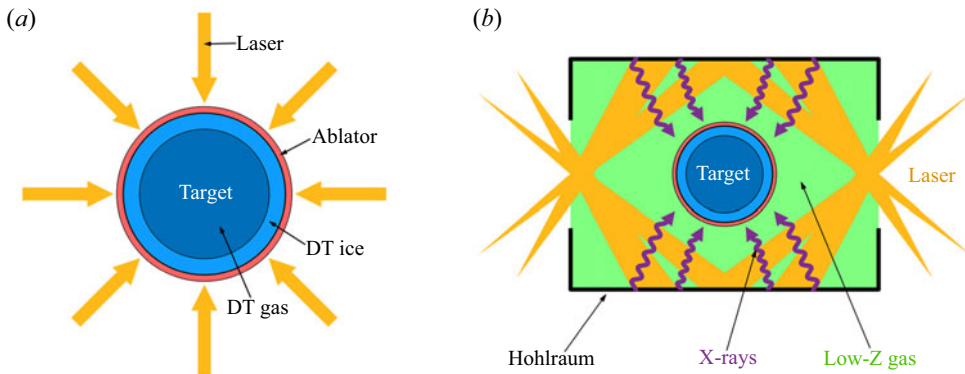 (a)
Laser
Ablator
Target
DT ice
DT gas
(b)
Target
Laser
Hohlraum
X-rays
Low-Z gas